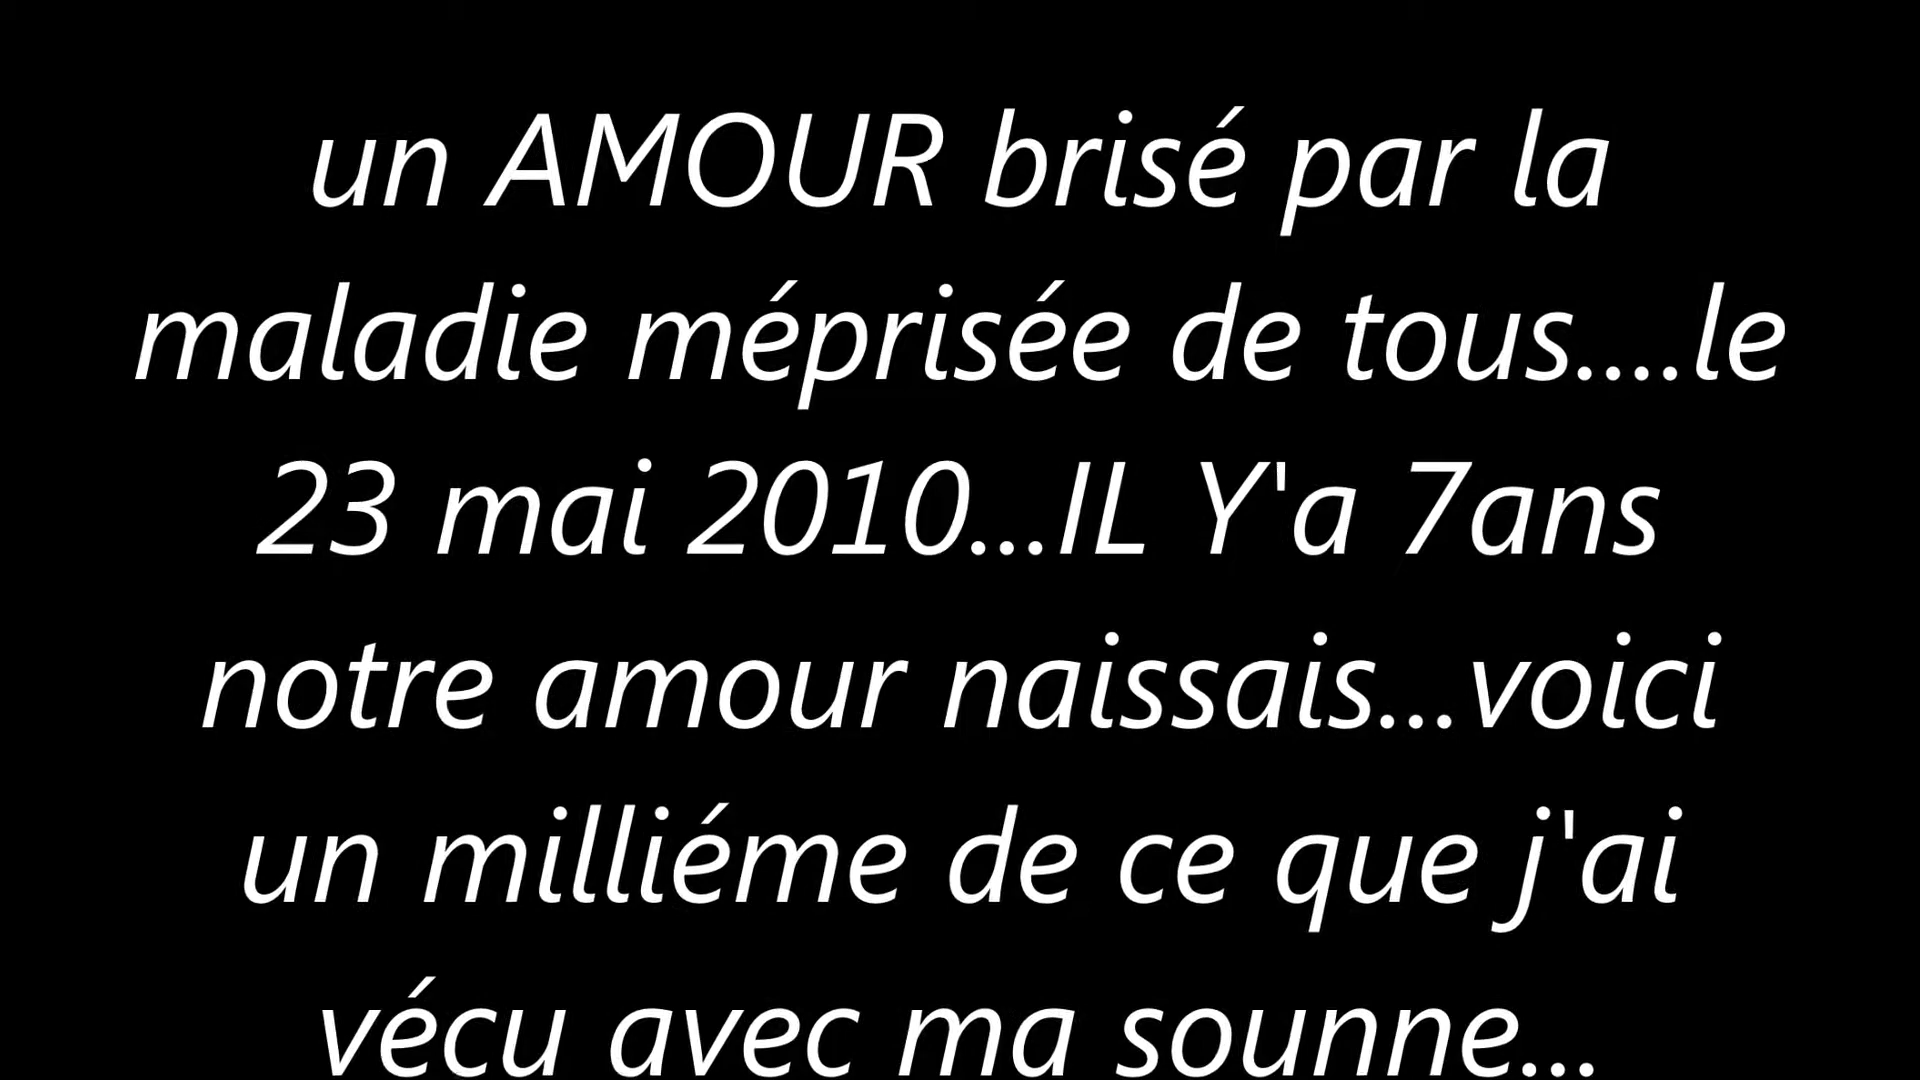 un AMOUR brisé par la
maladie méprisée de tous....le
23 mai 2010...IL Y'a 7ans
notre amour naissais...voici
un milliéme de ce que j'ai
vécu avec ma sounne...